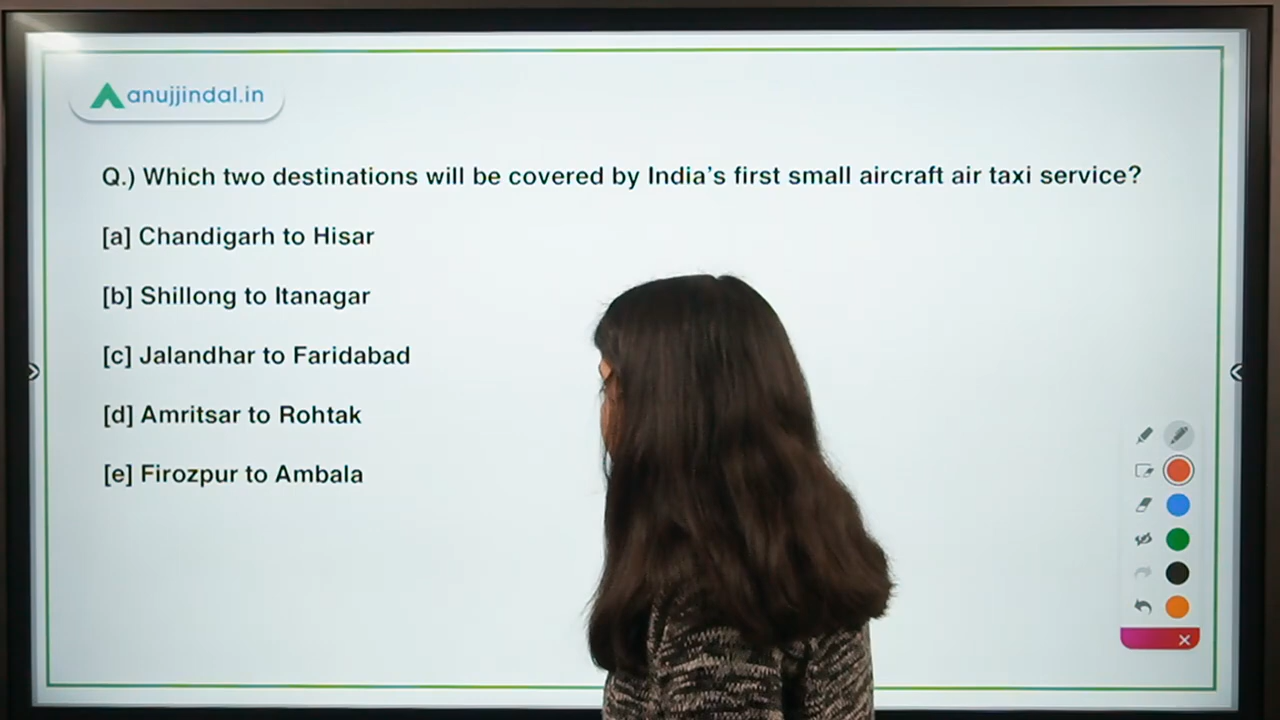 anujjindal.in
Q.) Which two destinations will be covered by India's first small aircraft air taxi service?
[a] Chandigarh to Hisar
[b] Shillong to Itanagar
[c] Jalandhar to Faridabad
[d] Amritsar to Rohtak
[e] Firozpur to Ambala